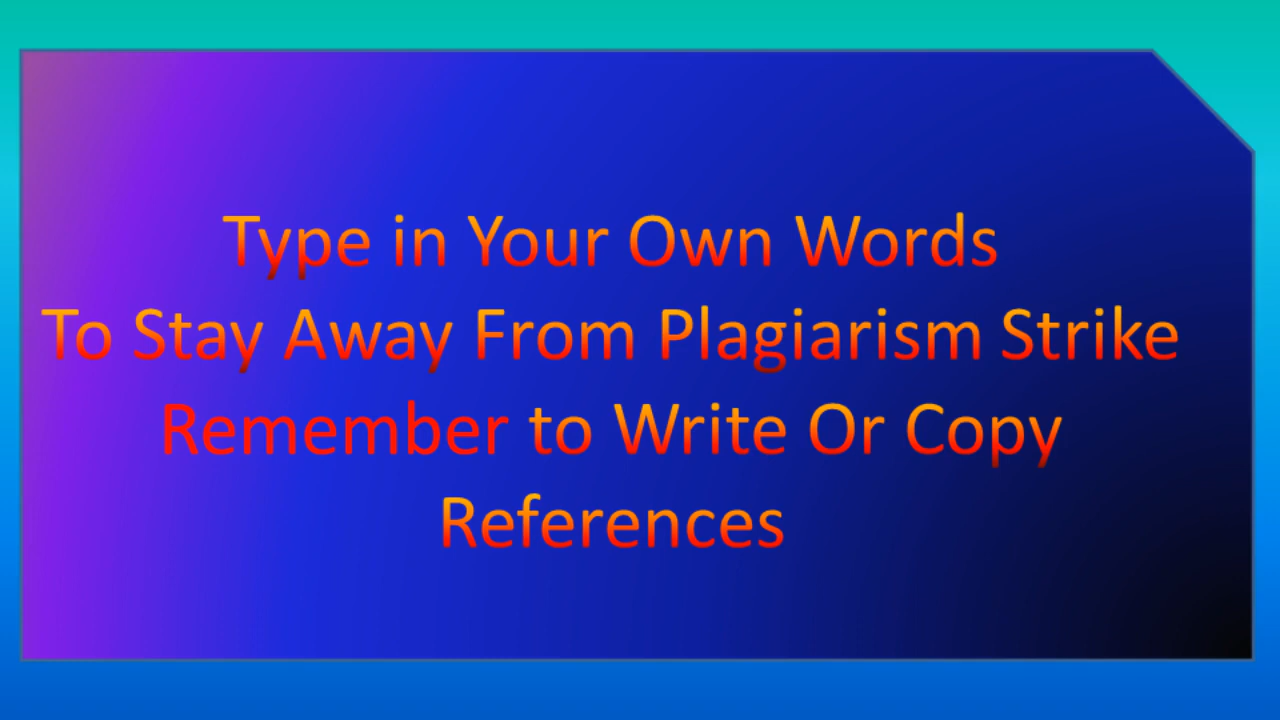 Type in Your Own Words
To Stay Away From Plagiarism Strike
Remember to Write Or Copy
References